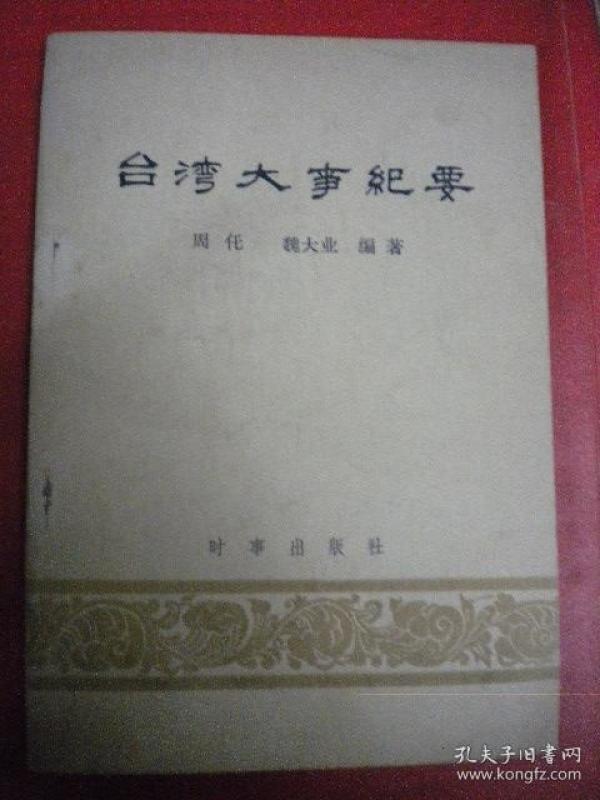 台湾大事纪要
周任 魏大业 编著
时事出版社
孔夫子旧书网
www.kongfz.com